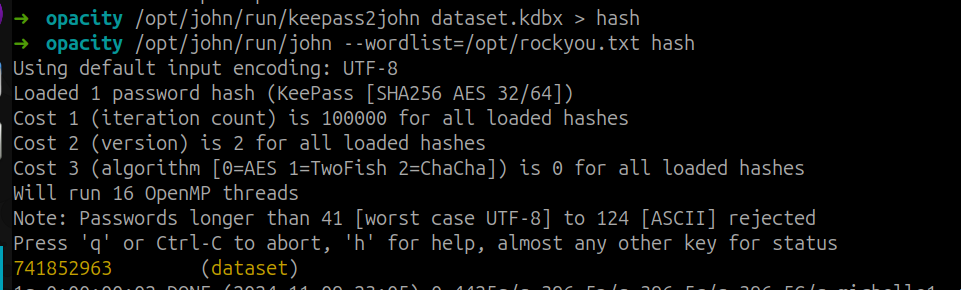 ➜ opacity /opt/john/run/keepass2john dataset.kdbx > hash
➜ opacity /opt/john/run/john --wordlist=/opt/rockyou.txt hash
Using default input encoding: UTF-8
Loaded 1 password hash (KeePass [SHA256 AES 32/64])
Cost 1 (iteration count) is 100000 for all loaded hashes
Cost 2 (version) is 2 for all loaded hashes
Cost 3 (algorithm [0=AES 1=TwoFish 2=ChaCha]) is 0 for all loaded hashes
Will run 16 OpenMP threads
Note: Passwords longer than 41 [worst case UTF-8] to 124 [ASCII] rejected
Press 'q' or Ctrl-C to abort, 'h' for help, almost any other key for status
741852963 (dataset)